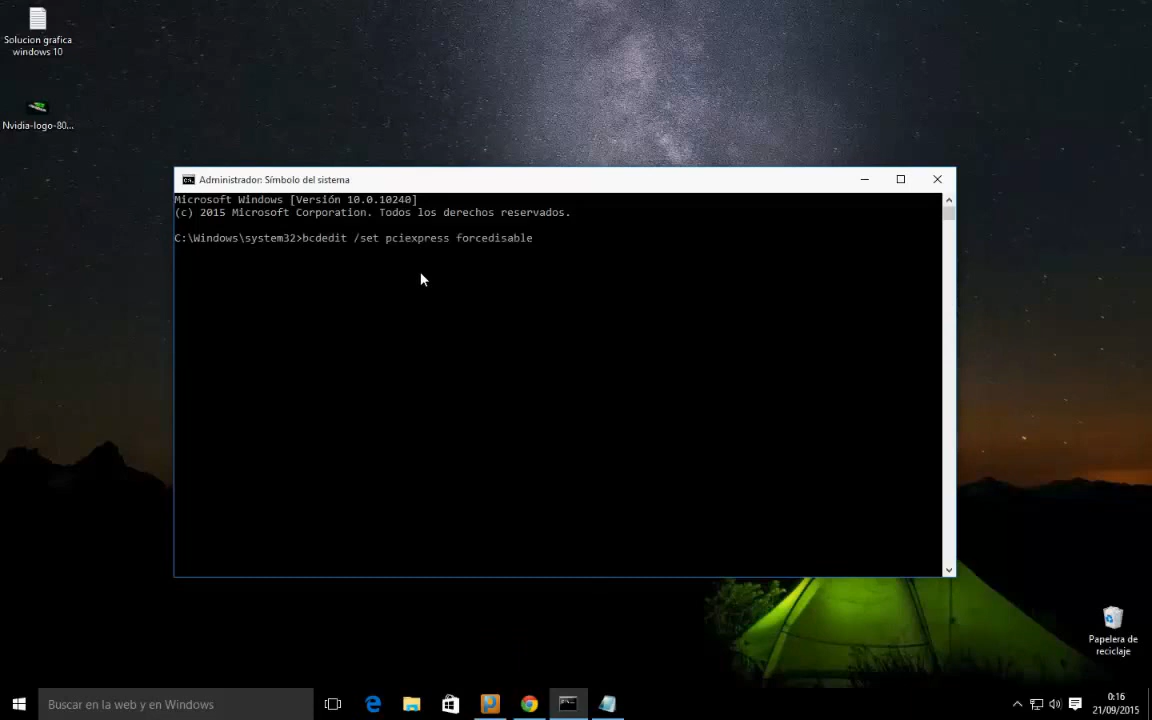 Solucion grafica
windows 10
Nvidia-logo-80...
Administrador: Símbolo del sistema
Microsoft Windows [Versión 10.0.10240]
(c) 2015 Microsoft Corporation. Todos los derechos reservados.
C:\Windows\system32>bcdedit /set pciexpress forcedisable
Papelera de
reciclaje
Buscar en la web y en Windows
0:16
21/09/2015